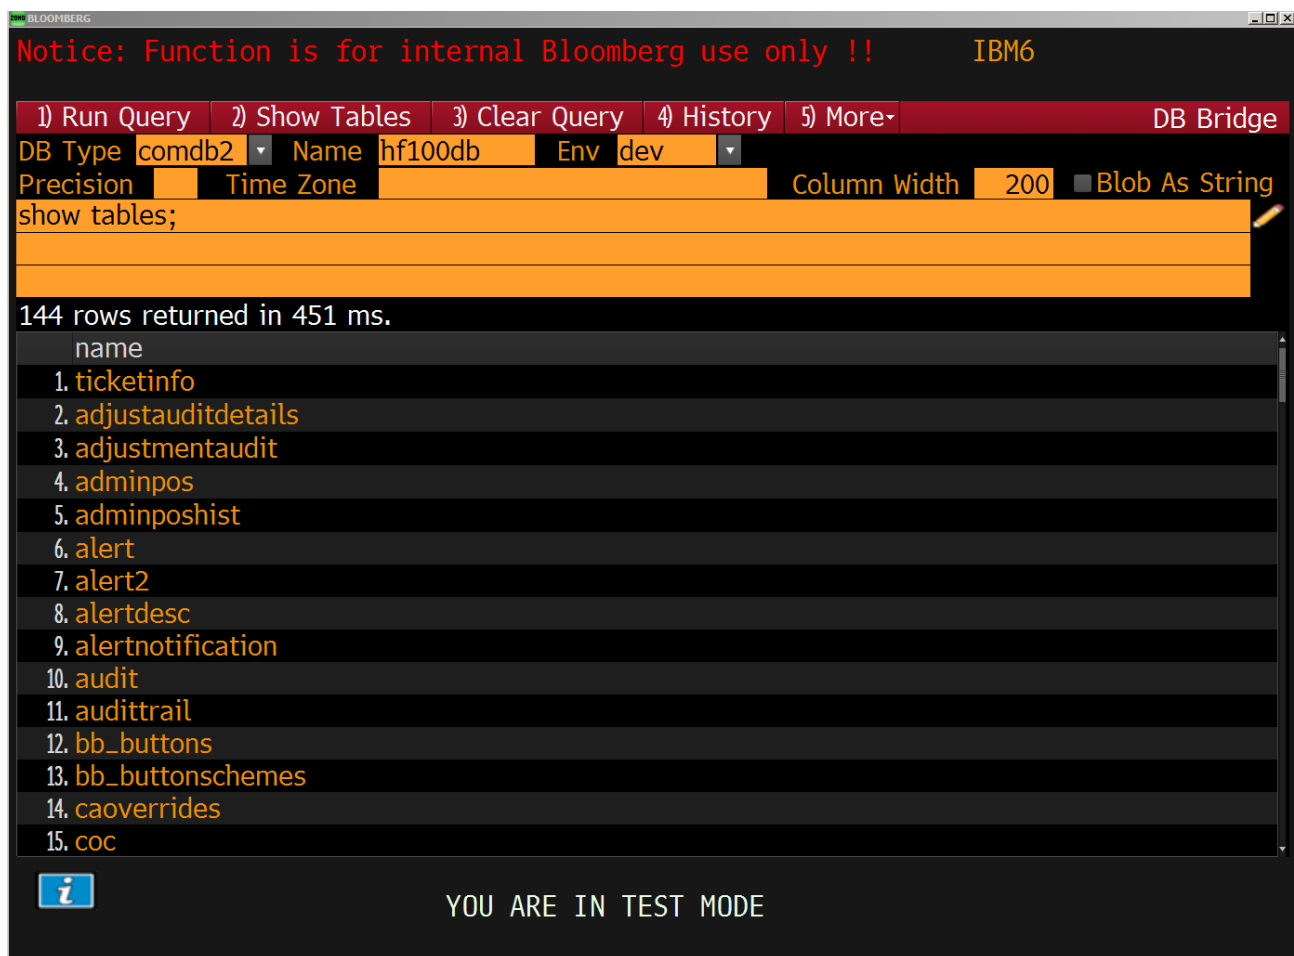 BLOOMBERG
Notice: Function is for internal Bloomberg use only !! IBM6
1) Run Query 2) Show Tables 3) Clear Query 4) History 5) More DB Bridge
DB Type comdb2 Name hf100db Env dev
Precision Time Zone Column Width 200 Blob As String
show tables;
144 rows returned in 451 ms.
name
1. ticketinfo
2. adjustauditdetails
3. adjustmentaudit
4. adminpos
5. adminposhist
6. alert
7. alert2
8. alertdesc
9. alertnotification
10. audit
11. audittrail
12. bb_buttons
13. bb_buttonschemes
14. caoverrides
15. coc
i
YOU ARE IN TEST MODE